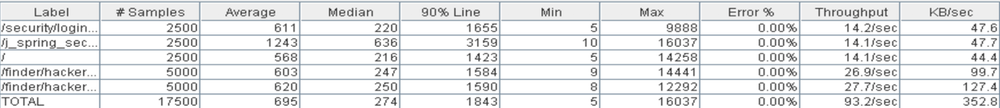 Label # Samples Average Median 90% Line Min Max Error % Throughput KB/sec
/security/login... 2500 611 220 1655 5 9888 0.00% 14.2/sec 47.6
/j_spring_sec... 2500 1243 636 3159 10 16037 0.00% 14.1/sec 47.7
/ 2500 568 216 1423 5 14258 0.00% 14.1/sec 44.4
/finder/hacker... 5000 603 247 1584 9 14441 0.00% 26.9/sec 99.7
/finder/hacker... 5000 620 250 1590 8 12292 0.00% 27.7/sec 127.4
TOTAL 17500 695 274 1843 5 16037 0.00% 93.2/sec 352.8